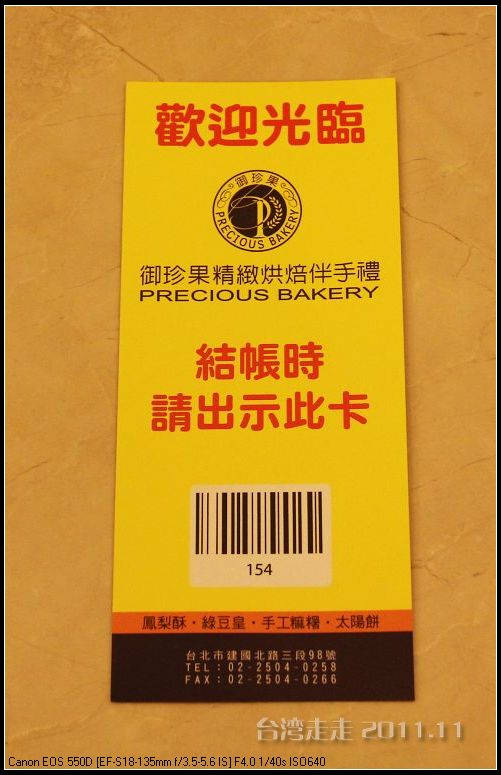 歡迎光臨
御珍果
P
PRECIOUS BAKERY
御珍果精緻烘焙伴手禮
PRECIOUS BAKERY
結帳時
請出示此卡
154
鳳梨酥・綠豆皇・手工麻糬・太陽餅
台北市建國北路三段98號
TEL：02-2504-0258
FAX：02-2504-0266
台湾走走 2011.11
Canon EOS 550D [EF-S18-135mm f/3.5-5.6 IS] F4.0 1/40s ISO640